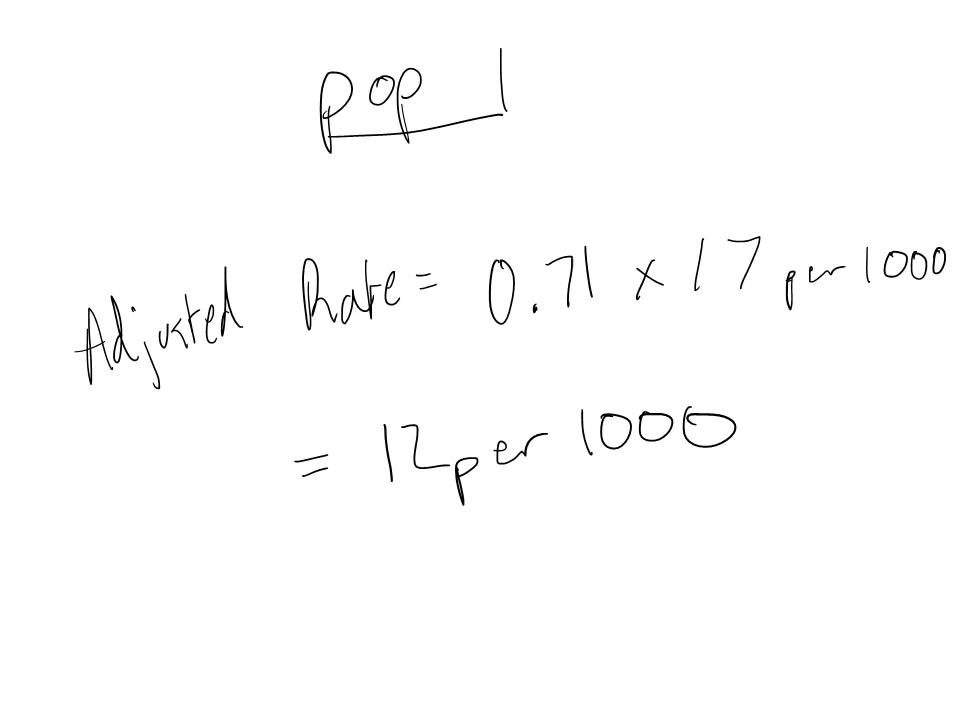 Pop 1
Adjusted Rate = 0.71 x 17 per 1000
= 12 per 1000